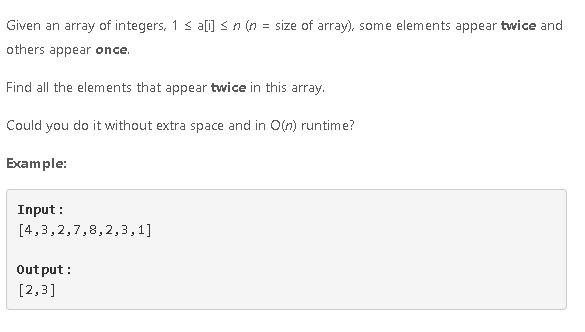 Given an array of integers, 1 ≤ a[i] ≤ n (n = size of array), some elements appear twice and
others appear once.
Find all the elements that appear twice in this array.
Could you do it without extra space and in O(n) runtime?
Example:
Input:
[4,3,2,7,8,2,3,1]
Output:
[2,3]